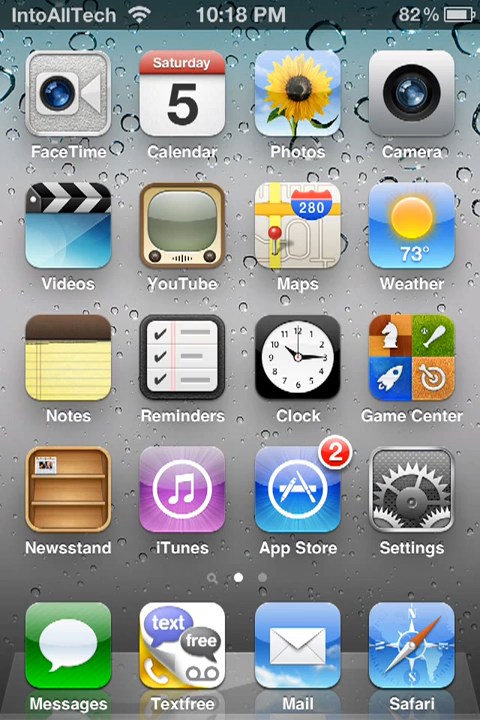 IntoAllTech 10:18 PM 82%
Saturday
5
FaceTime Calendar Photos Camera
280
73°
Videos YouTube Maps Weather
Notes Reminders Clock Game Center
2
Newsstand iTunes App Store Settings
text
free
N
Messages Textfree Mail Safari